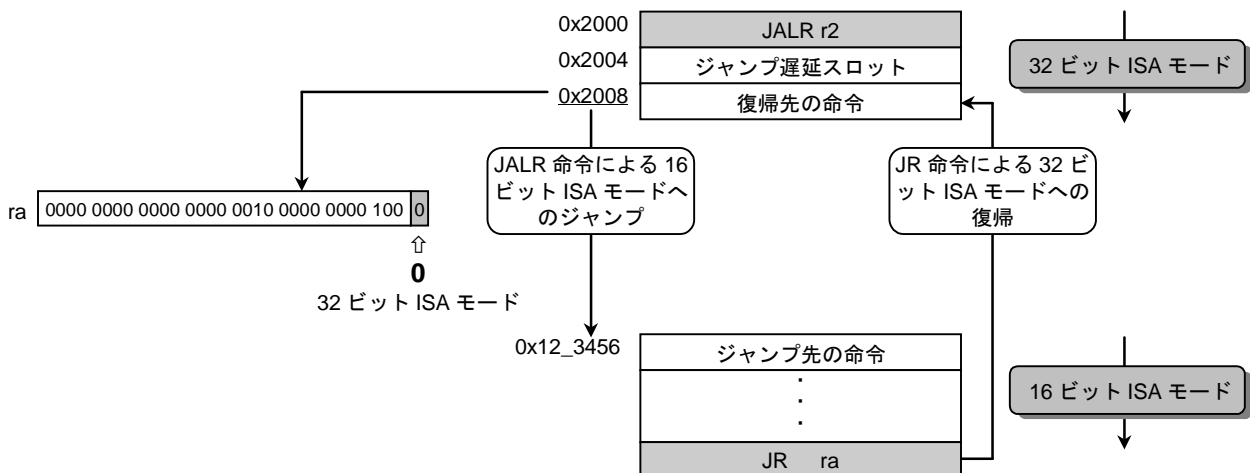 0x2000
JALR r2
0x2004
ジャンプ遅延スロット
0x2008
復帰先の命令
32 ビット ISA モード
JALR 命令による 16
ビット ISA モードへ
のジャンプ
JR 命令による 32 ビ
ット ISA モードへの
復帰
ra
0000 0000 0000 0000 0010 0000 0000 100
0
⇧
0
32 ビット ISA モード
0x12_3456
ジャンプ先の命令
・
・
・
16 ビット ISA モード
JR ra